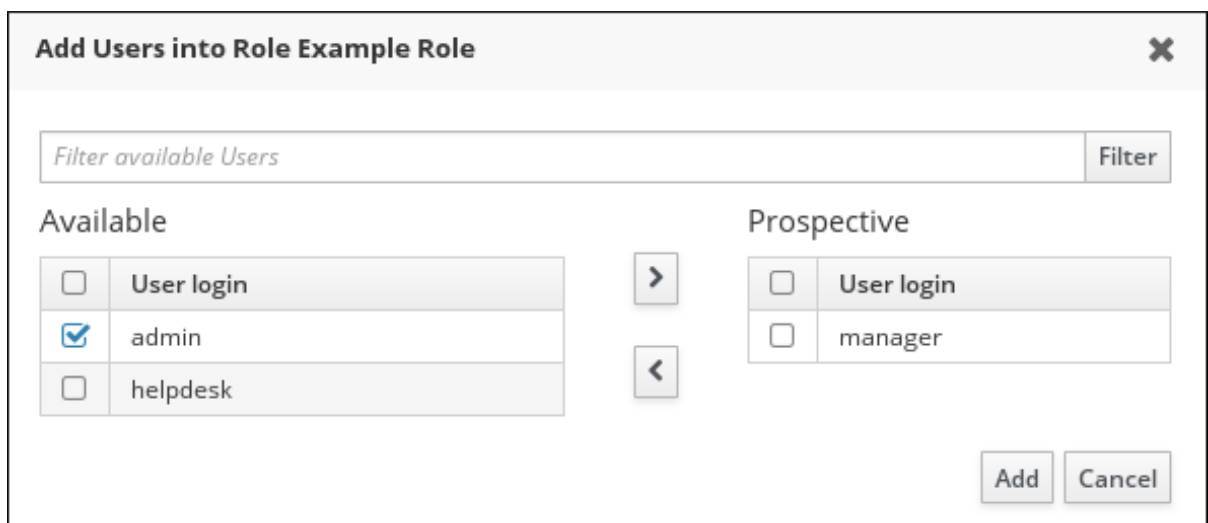 Add Users into Role Example Role
Filter available Users
Filter
Available
Prospective
User login
admin
helpdesk
User login
manager
Add
Cancel